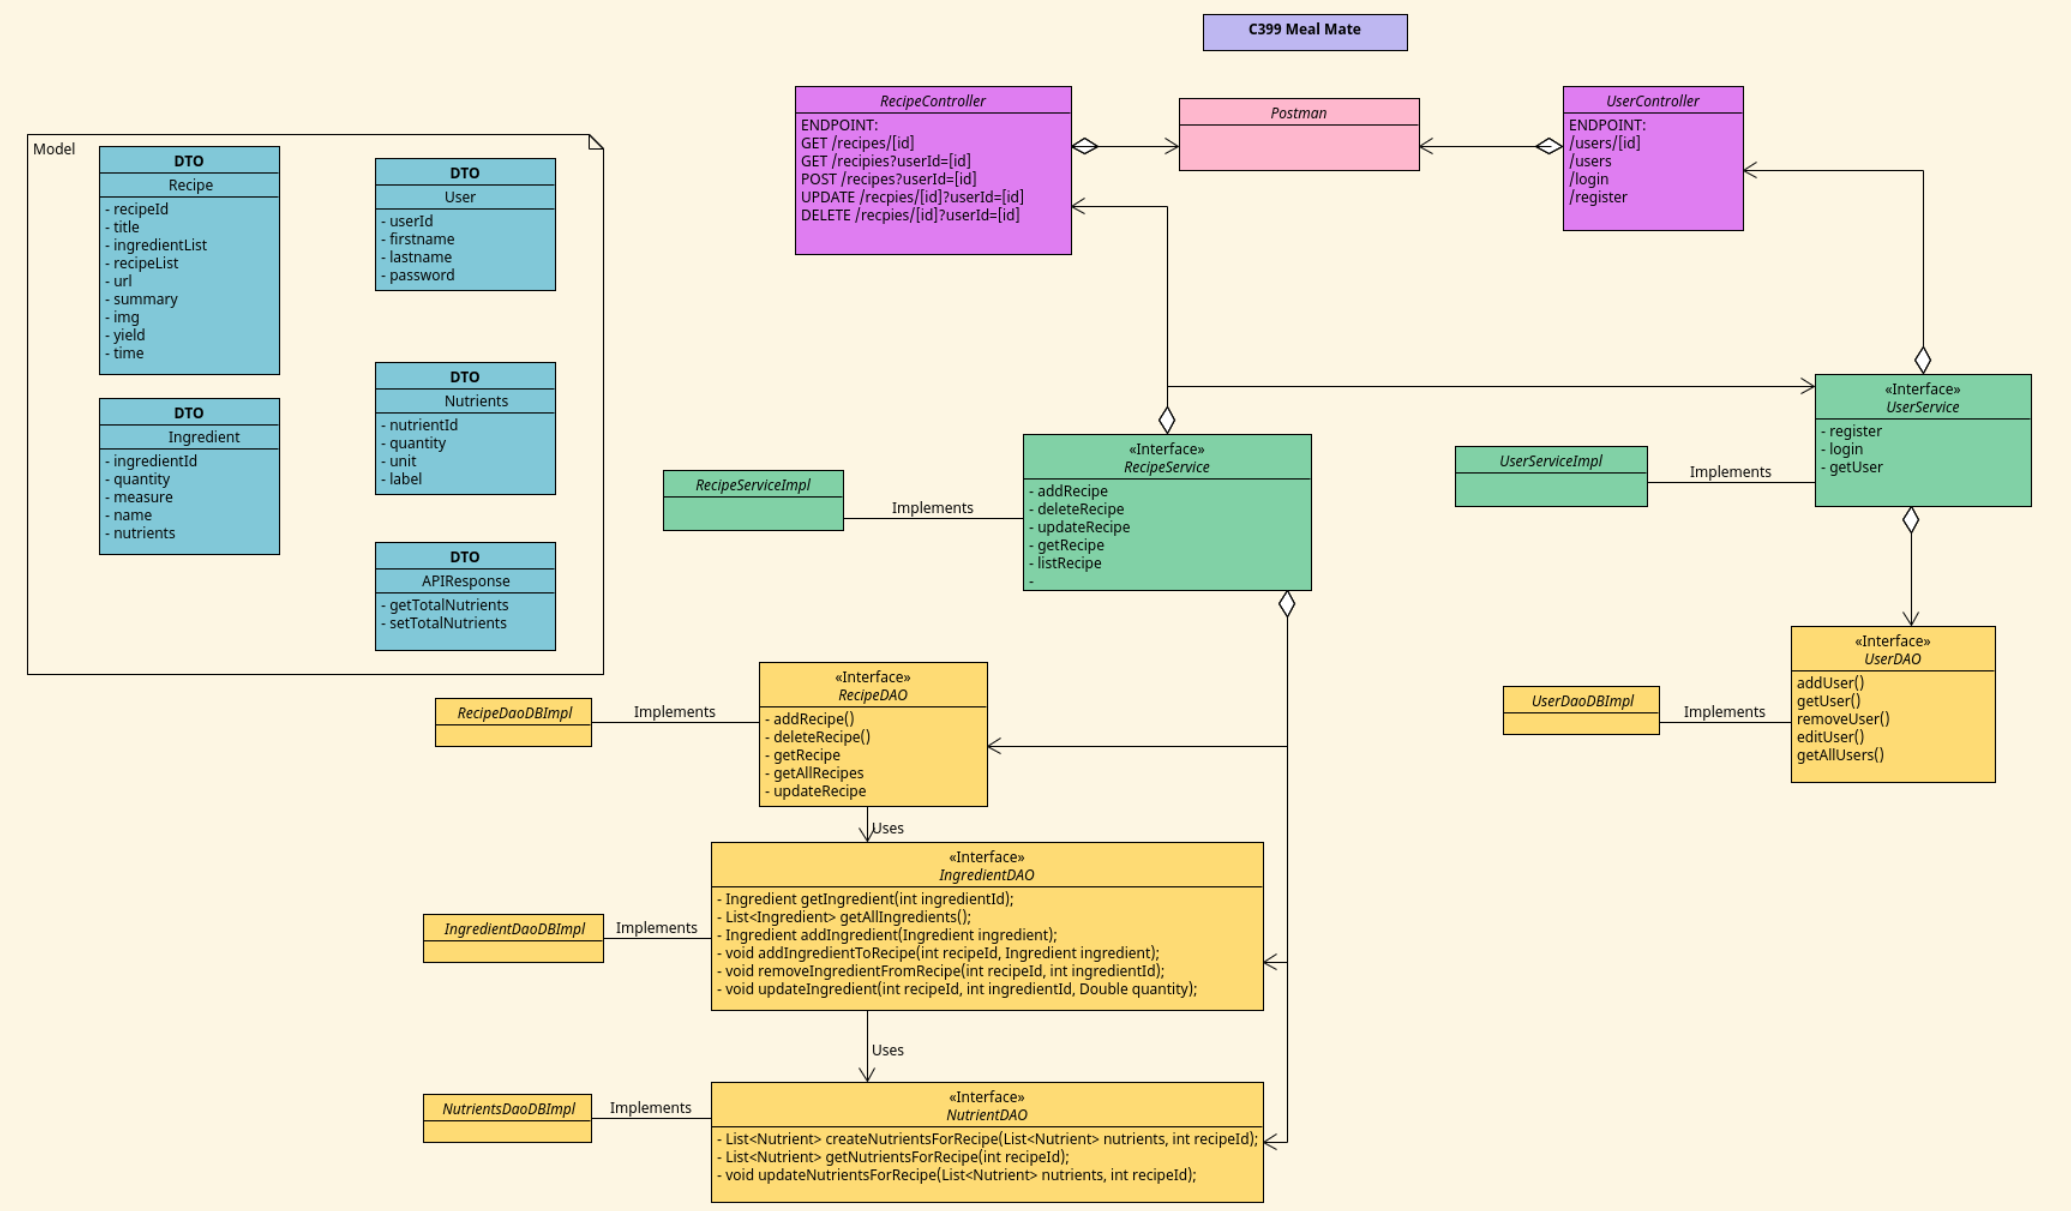 C399 Meal Mate
Model
DTO
Recipe
- recipeId
- title
- ingredientList
- recipeList
- url
- summary
- img
- yield
- time
DTO
User
- userId
- firstname
- lastname
- password
DTO
Ingredient
- ingredientId
- quantity
- measure
- name
- nutrients
DTO
Nutrients
- nutrientId
- quantity
- unit
- label
DTO
APIResponse
- getTotalNutrients
- setTotalNutrients
RecipeController
ENDPOINT:
GET /recipes/[id]
GET /recipies?userId=[id]
POST /recipes?userId=[id]
UPDATE /recpies/[id]?userId=[id]
DELETE /recpies/[id]?userId=[id]
Postman
UserController
ENDPOINT:
/users/[id]
/users
/login
/register
RecipeServiceImpl
Implements
«Interface»
RecipeService
- addRecipe
- deleteRecipe
- updateRecipe
- getRecipe
- listRecipe
-
UserServiceImpl
Implements
«Interface»
UserService
- register
- login
- getUser
RecipeDaoDBImpl
Implements
«Interface»
RecipeDAO
- addRecipe()
- deleteRecipe()
- getRecipe
- getAllRecipes
- updateRecipe
UserDaoDBImpl
Implements
«Interface»
UserDAO
addUser()
getUser()
removeUser()
editUser()
getAllUsers()
Uses
IngredientDaoDBImpl
Implements
«Interface»
IngredientDAO
- Ingredient getIngredient(int ingredientId);
- List<Ingredient> getAllIngredients();
- Ingredient addIngredient(Ingredient ingredient);
- void addIngredientToRecipe(int recipeId, Ingredient ingredient);
- void removeIngredientFromRecipe(int recipeId, int ingredientId);
- void updateIngredient(int recipeId, int ingredientId, Double quantity);
Uses
NutrientsDaoDBImpl
Implements
«Interface»
NutrientDAO
- List<Nutrient> createNutrientsForRecipe(List<Nutrient> nutrients, int recipeId);
- List<Nutrient> getNutrientsForRecipe(int recipeId);
- void updateNutrientsForRecipe(List<Nutrient> nutrients, int recipeId);